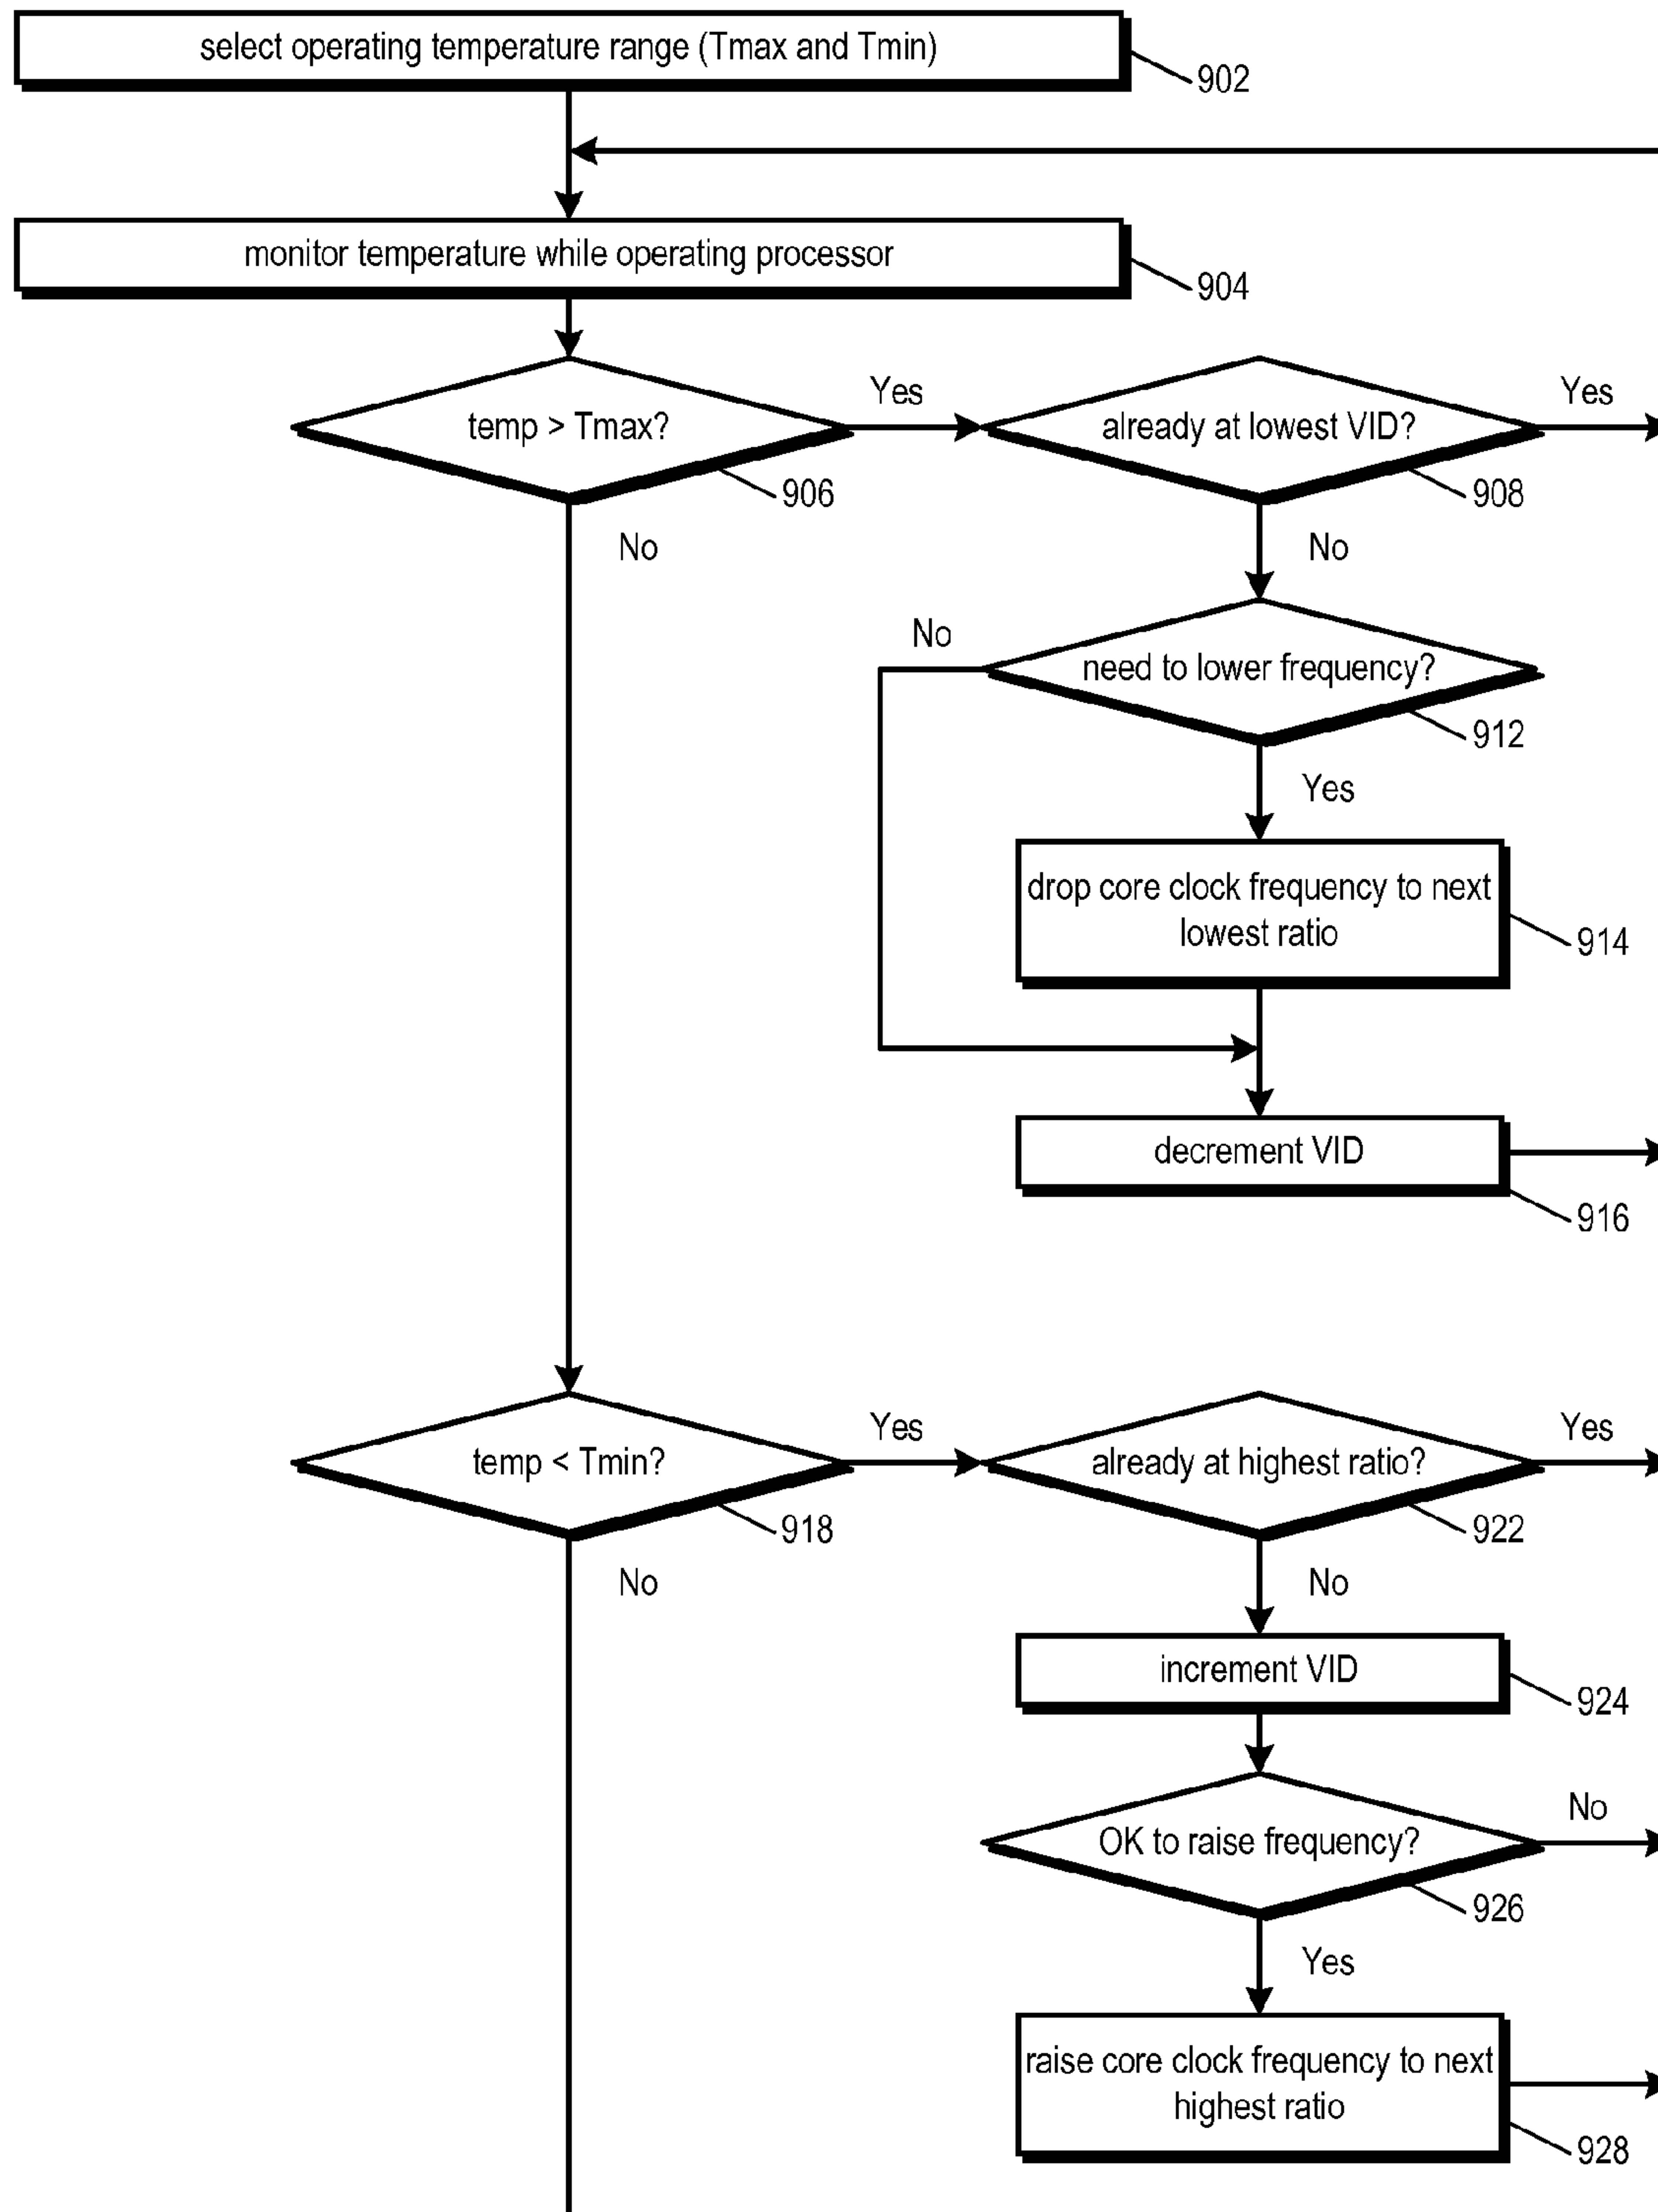 select operating temperature range (Tmax and Tmin)
902
monitor temperature while operating processor
904
temp > Tmax?
906
Yes
No
already at lowest VID?
908
Yes
No
need to lower frequency?
912
No
Yes
drop core clock frequency to next
lowest ratio
914
decrement VID
916
temp < Tmin?
918
Yes
No
already at highest ratio?
922
Yes
No
increment VID
924
OK to raise frequency?
926
No
Yes
raise core clock frequency to next
highest ratio
928